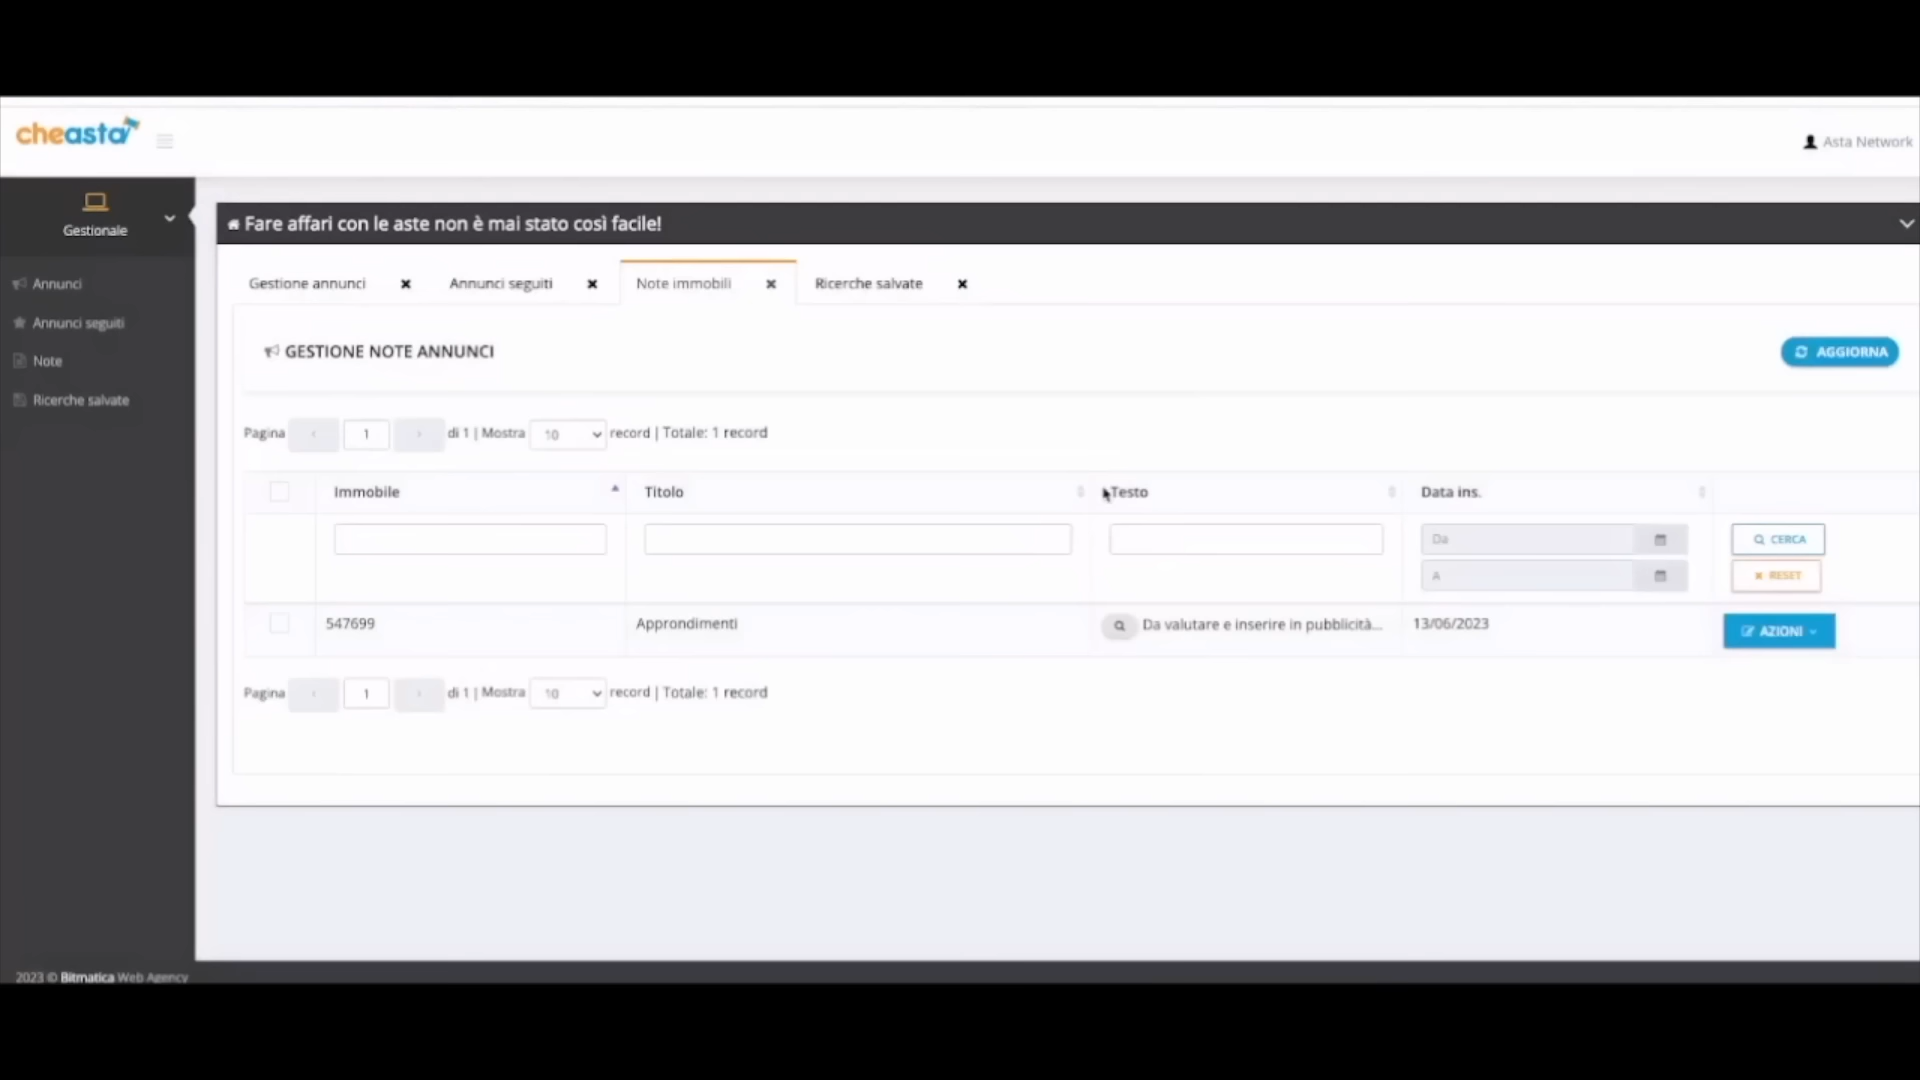 cheasta
Asta Network
Gestionale
Annunci
Annunci seguiti
Note
Ricerche salvate
Fare affari con le aste non è mai stato così facile!
Gestione annunci
Annunci seguiti
Note immobili
Ricerche salvate
GESTIONE NOTE ANNUNCI
AGGIORNA
Pagina 1 di 1 | Mostra 10 record | Totale: 1 record
Immobile Titolo Testo Data ins.
Da
CERCA
A
RESET
547699 Approndimenti Da valutare e inserire in pubblicità... 13/06/2023 AZIONI
Pagina 1 di 1 | Mostra 10 record | Totale: 1 record
2023 © Bitmatica Web Agency